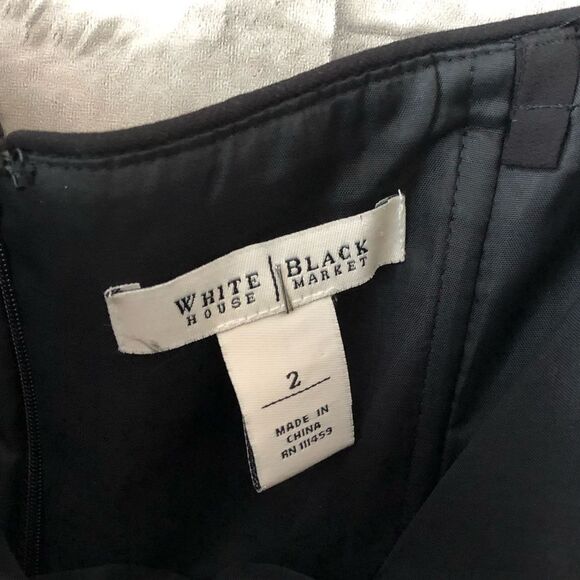 WHITE | BLACK
HOUSE | MARKET
2
MADE IN
CHINA
RN 111459